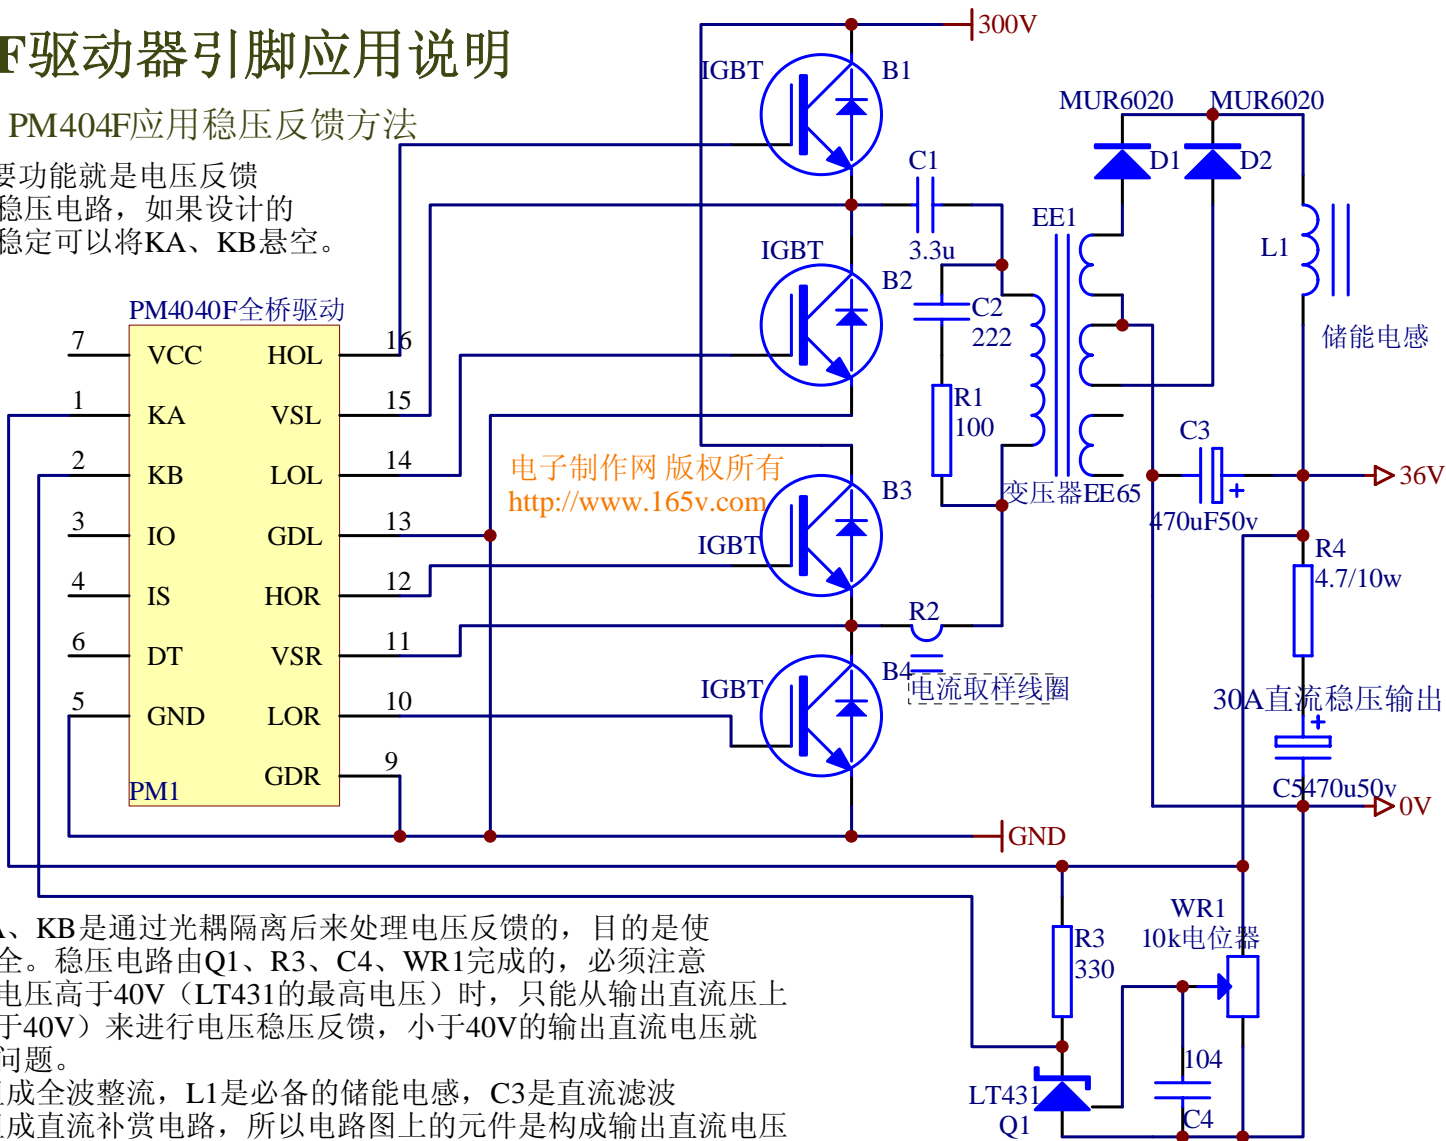 F驱动器引脚应用说明
PM404F应用稳压反馈方法
要功能就是电压反馈
稳压电路，如果设计的
稳定可以将KA、KB悬空。
300V
IGBT
B1
C1
3.3u
IGBT
B2
C2
222
R1
100
EE1
变压器EE65
MUR6020
MUR6020
D1
D2
L1
储能电感
C3
470uF50v
36V
R4
4.7/10w
30A直流稳压输出
C5470u50v
0V
电子制作网 版权所有
http://www.165v.com
B3
IGBT
R2
B4
电流取样线圈
IGBT
PM4040F全桥驱动
7 VCC HOL 16
1 KA VSL 15
2 KB LOL 14
3 IO GDL 13
4 IS HOR 12
6 DT VSR 11
5 GND LOR 10
GDR 9
PM1
GND
A、KB是通过光耦隔离后来处理电压反馈的，目的是使
全。稳压电路由Q1、R3、C4、WR1完成的，必须注意
电压高于40V（LT431的最高电压）时，只能从输出直流压上
于40V）来进行电压稳压反馈，小于40V的输出直流电压就
问题。
组成全波整流，L1是必备的储能电感，C3是直流滤波
组成直流补赏电路，所以电路图上的元件是构成输出直流电压
R3
330
WR1
10k电位器
104
C4
LT431
Q1